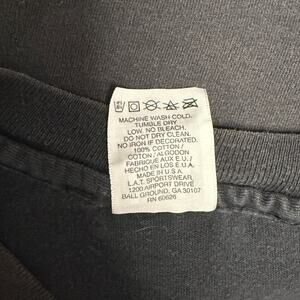 MACHINE WASH COLD.
TUMBLE DRY
LOW. NO BLEACH.
DO NOT DRY CLEAN.
NO IRON IF DECORATED.
100% COTTON/
COTON/ALGODON
FABRIQUE AUX E.U./
HECHO EN LOS E.U.A.
MADE IN U.S.A.
L.A.T. SPORTSWEAR
1200 AIRPORT DRIVE
BALL GROUND, GA 30107
RN 60626